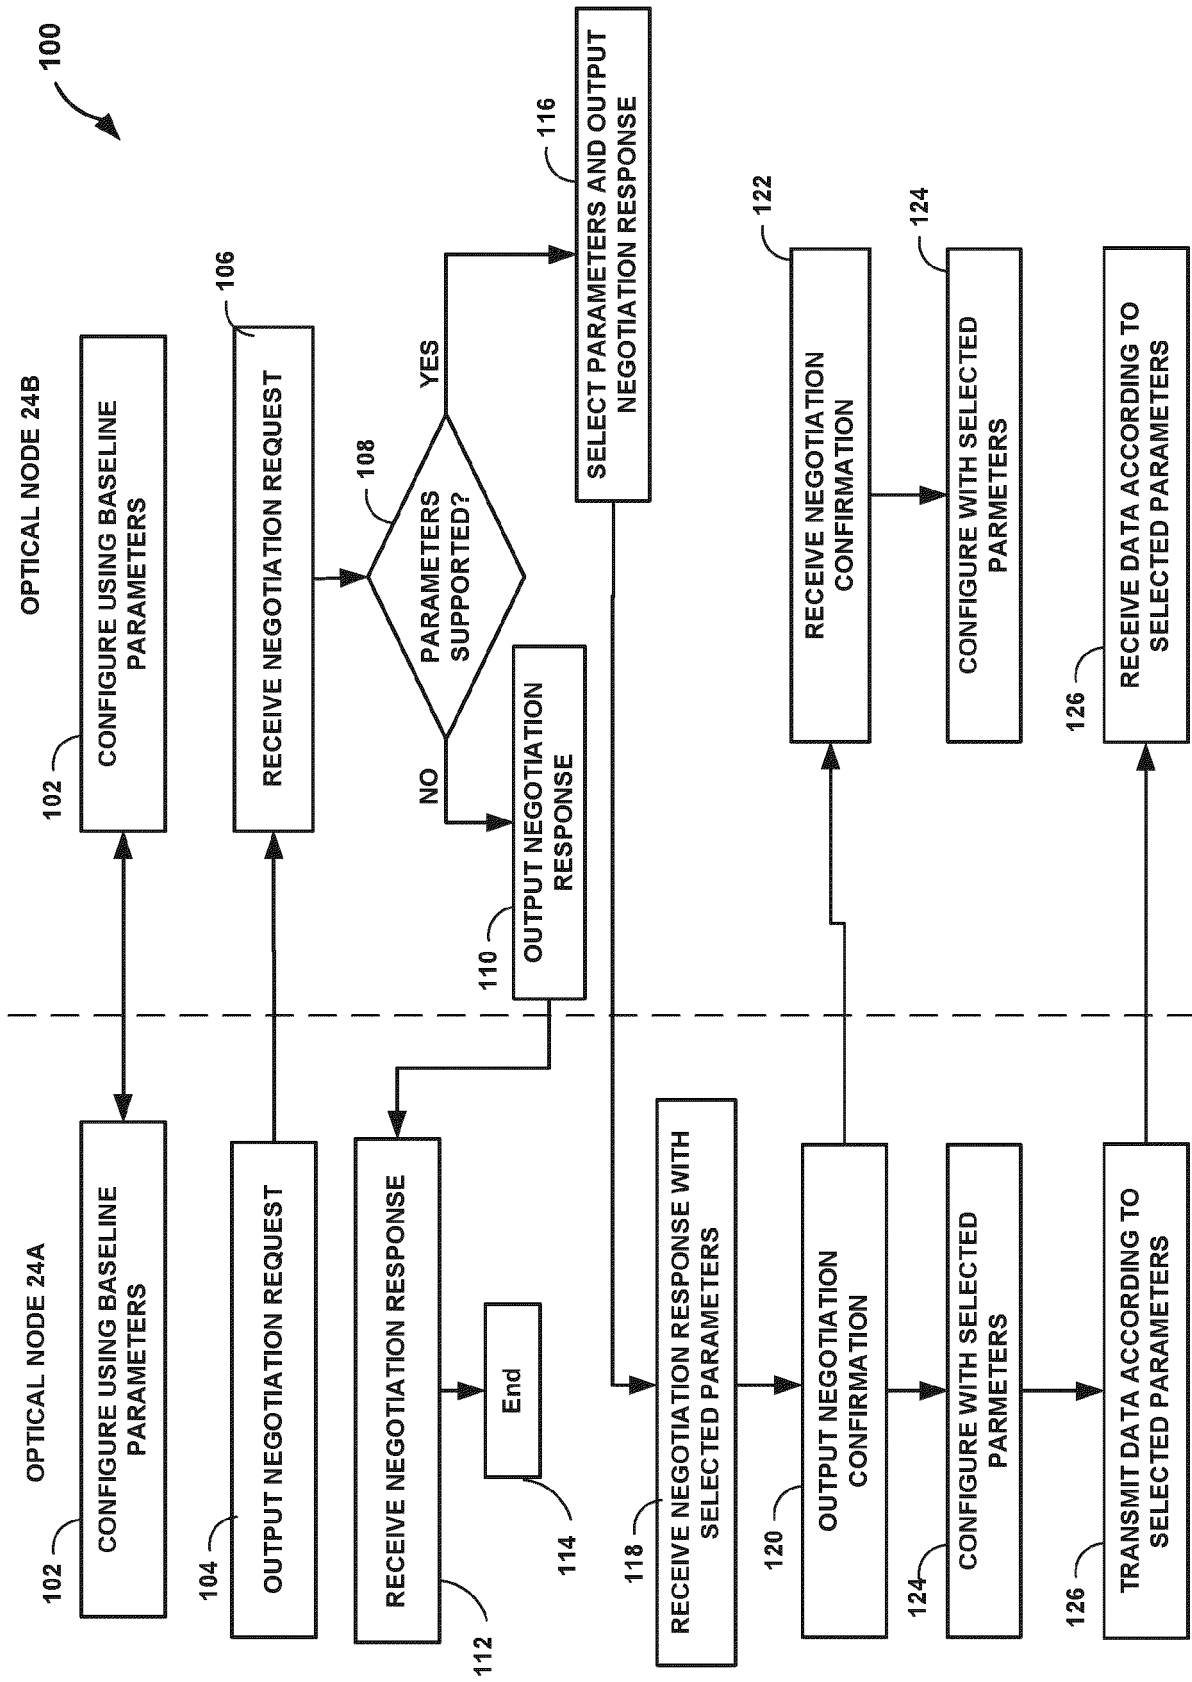 100
OPTICAL NODE 24A
OPTICAL NODE 24B
102
CONFIGURE USING BASELINE
PARAMETERS
102
CONFIGURE USING BASELINE
PARAMETERS
104
OUTPUT NEGOTIATION REQUEST
106
RECEIVE NEGOTIATION REQUEST
108
PARAMETERS
SUPPORTED?
NO
YES
110
OUTPUT NEGOTIATION
RESPONSE
112
RECEIVE NEGOTIATION RESPONSE
114
End
116
SELECT PARAMETERS AND OUTPUT
NEGOTIATION RESPONSE
118
RECEIVE NEGOTIATION RESPONSE WITH
SELECTED PARAMETERS
120
OUTPUT NEGOTIATION
CONFIRMATION
122
RECEIVE NEGOTIATION
CONFIRMATION
124
CONFIGURE WITH SELECTED
PARMETERS
124
CONFIGURE WITH SELECTED
PARMETERS
126
TRANSMIT DATA ACCORDING TO
SELECTED PARAMETERS
126
RECEIVE DATA ACCORDING TO
SELECTED PARAMETERS